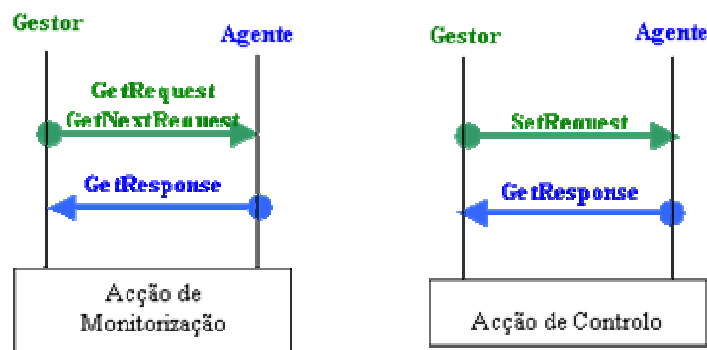 Gestor
Agente
GetRequest
GetNextRequest
GetResponse
Acção de
Monitorização
Gestor
Agente
SetRequest
GetResponse
Acção de Controlo